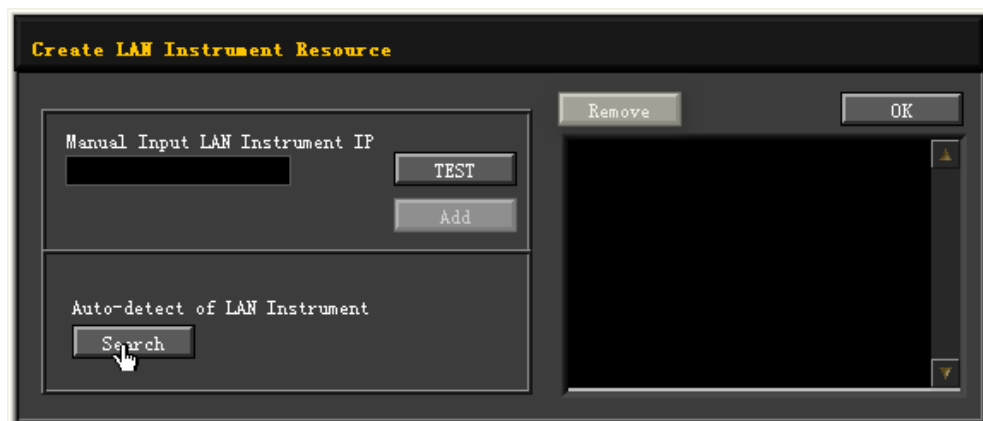 Create LAN Instrument Resource
Remove
OK
Manual Input LAN Instrument IP
TEST
Add
Auto-detect of LAN Instrument
Search